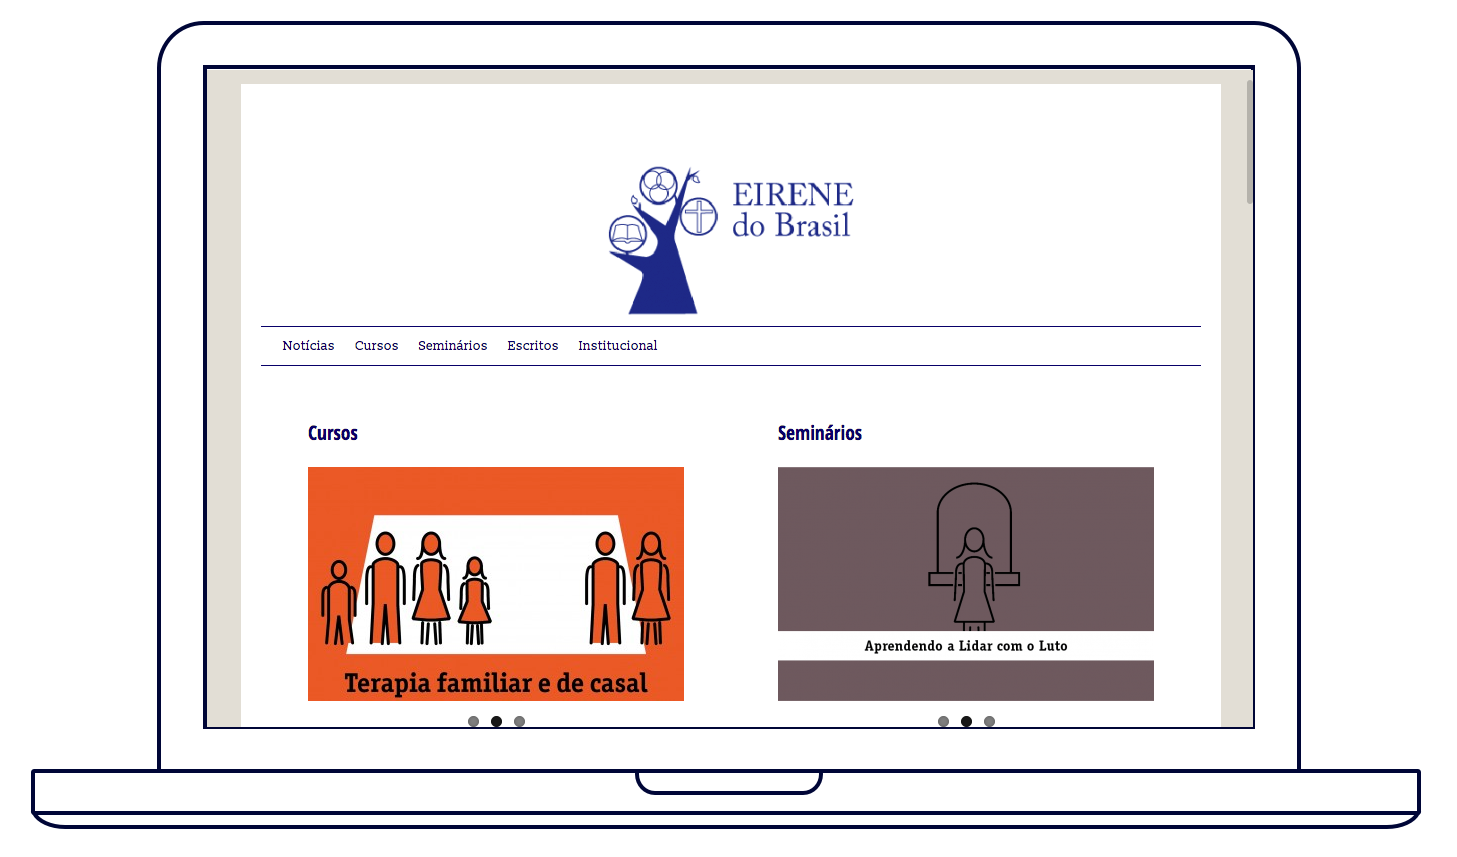 EIRENE
do Brasil
Notícias Cursos Seminários Escritos Institucional
Cursos
Terapia familiar e de casal
Seminários
Aprendendo a Lidar com o Luto